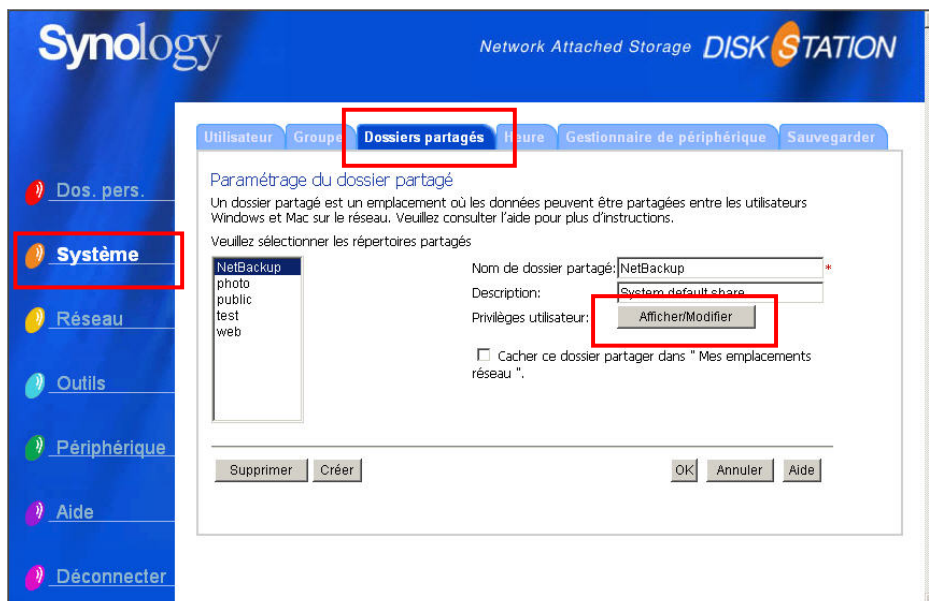 Synology
Network Attached Storage DISK STATION
Utilisateur Groupe Dossiers partagés Heure Gestionnaire de périphérique Sauvegarder
Dos. pers.
Système
Réseau
Outils
Périphérique
Aide
Déconnecter
Paramétrage du dossier partagé
Un dossier partagé est un emplacement où les données peuvent être partagées entre les utilisateurs
Windows et Mac sur le réseau. Veuillez consulter l'aide pour plus d'instructions.
Veuillez sélectionner les répertoires partagés
NetBackup
photo
public
test
web
Nom de dossier partagé: NetBackup *
Description: System default share
Privilèges utilisateur: Afficher/Modifier
Cacher ce dossier partager dans " Mes emplacements
réseau ".
Supprimer Créer OK Annuler Aide